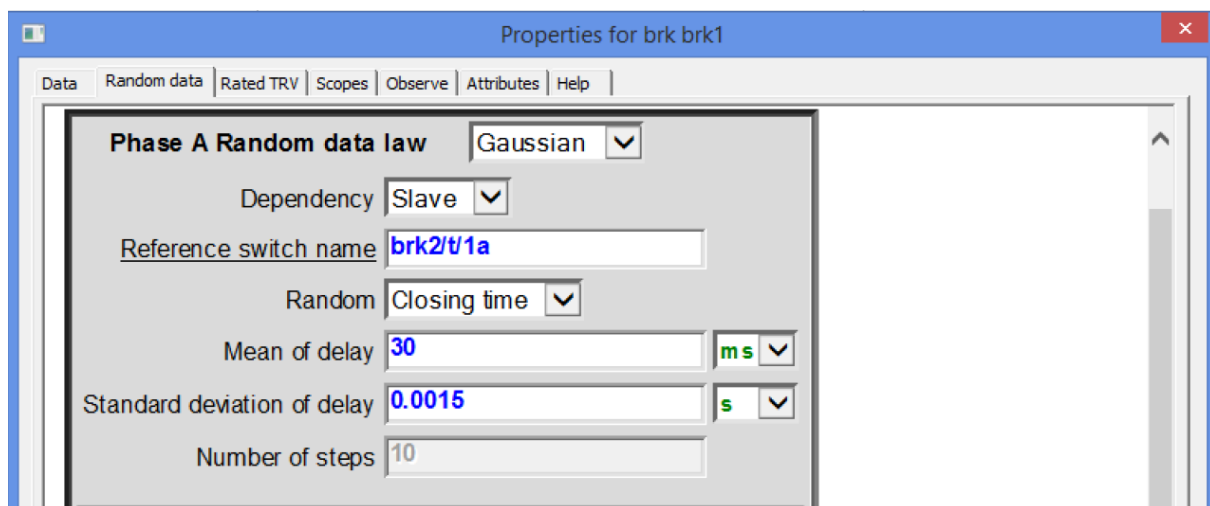 Properties for brk brk1
Data Random data Rated TRV Scopes Observe Attributes Help
Phase A Random data law Gaussian
Dependency Slave
Reference switch name brk2/t/1a
Random Closing time
Mean of delay 30 ms
Standard deviation of delay 0.0015 s
Number of steps 10